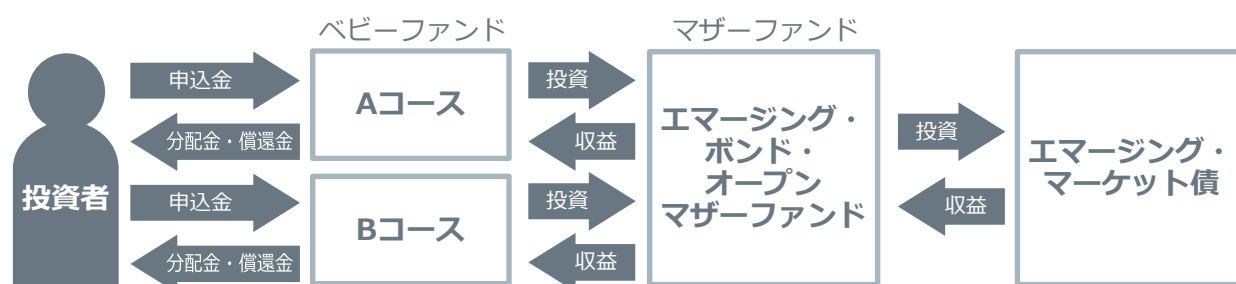 ベビーファンド
マザーファンド
投資者
申込金
分配金・償還金
申込金
分配金・償還金
Aコース
Bコース
投資
収益
投資
収益
エマージング・
ボンド・
オープン
マザーファンド
投資
収益
エマージング・
マーケット債